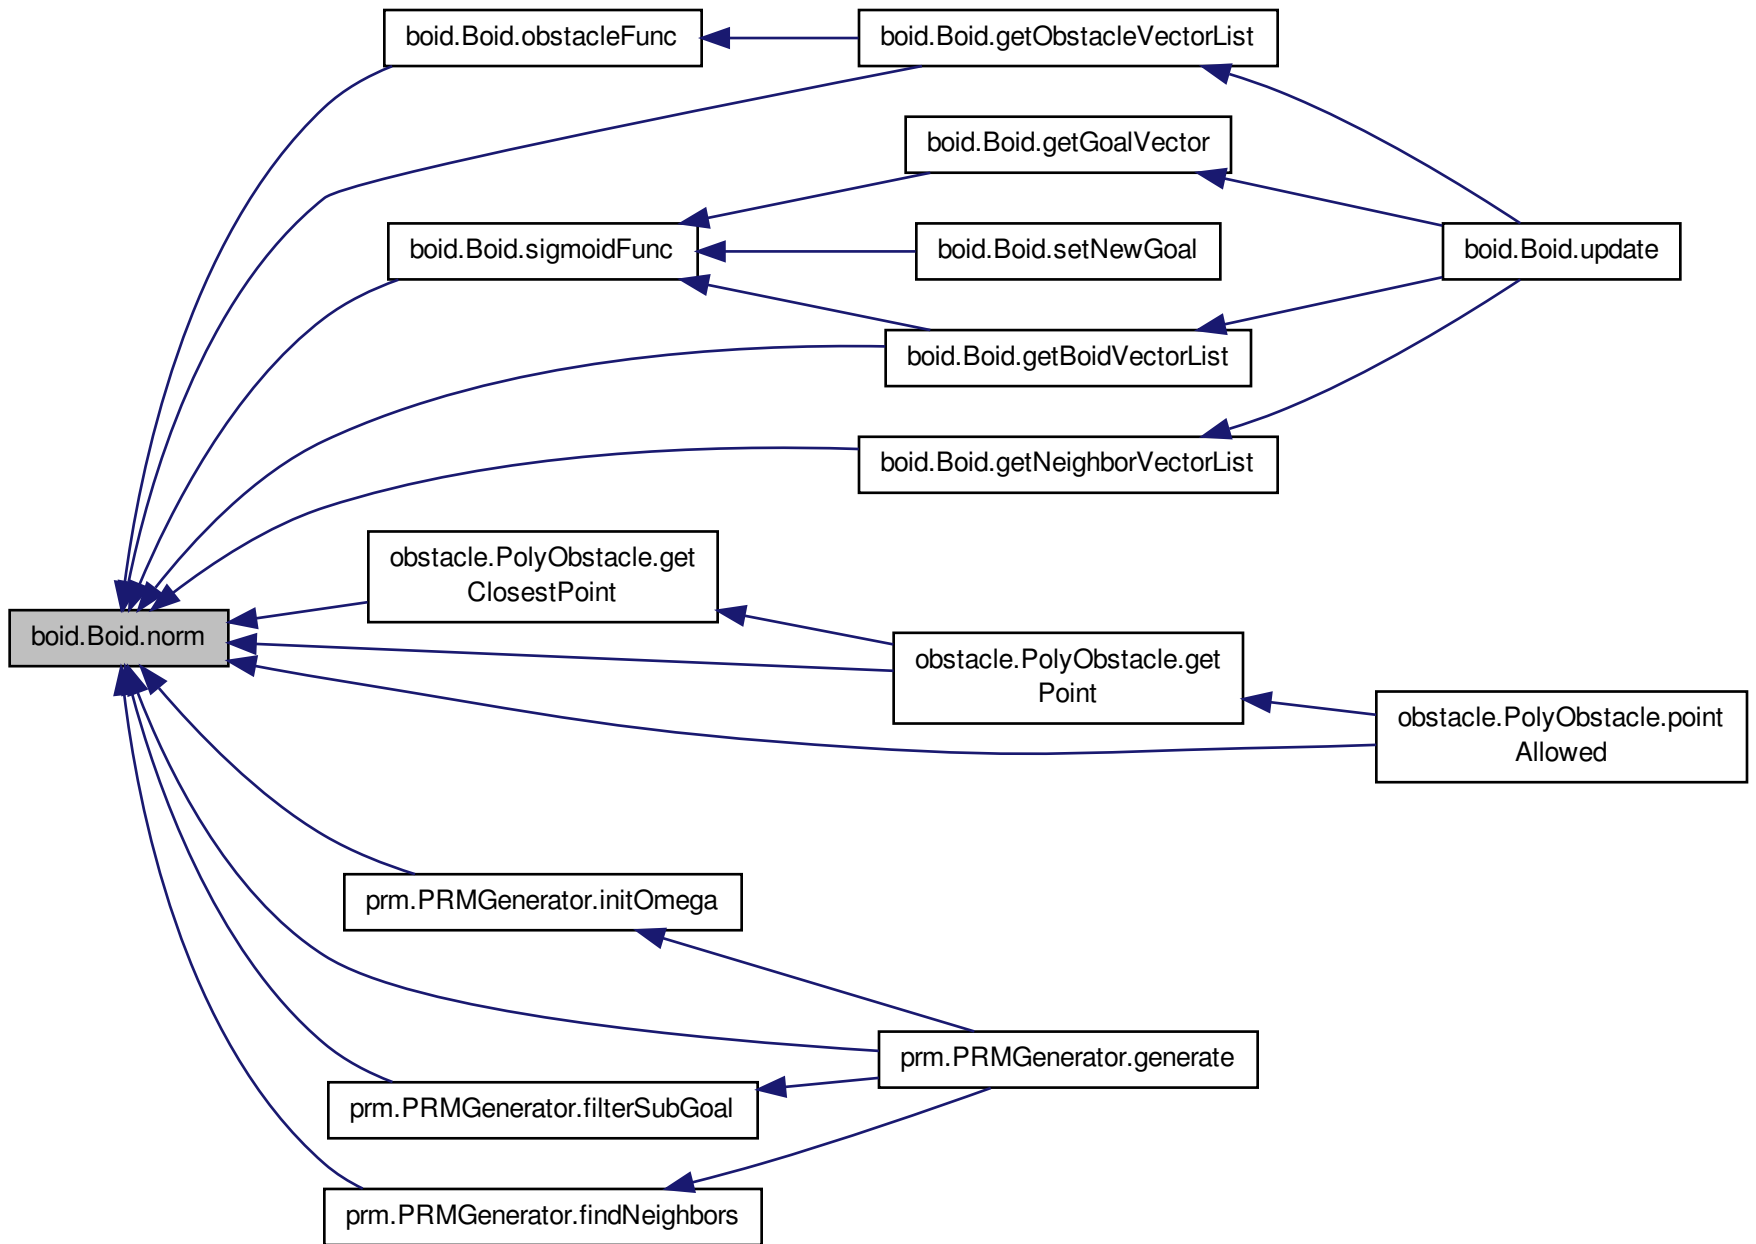 boid.Boid.obstacleFunc
boid.Boid.getObstacleVectorList
boid.Boid.getGoalVector
boid.Boid.sigmoidFunc
boid.Boid.setNewGoal
boid.Boid.update
boid.Boid.getBoidVectorList
boid.Boid.getNeighborVectorList
obstacle.PolyObstacle.get
ClosestPoint
boid.Boid.norm
obstacle.PolyObstacle.get
Point
obstacle.PolyObstacle.point
Allowed
prm.PRMGenerator.initOmega
prm.PRMGenerator.generate
prm.PRMGenerator.filterSubGoal
prm.PRMGenerator.findNeighbors